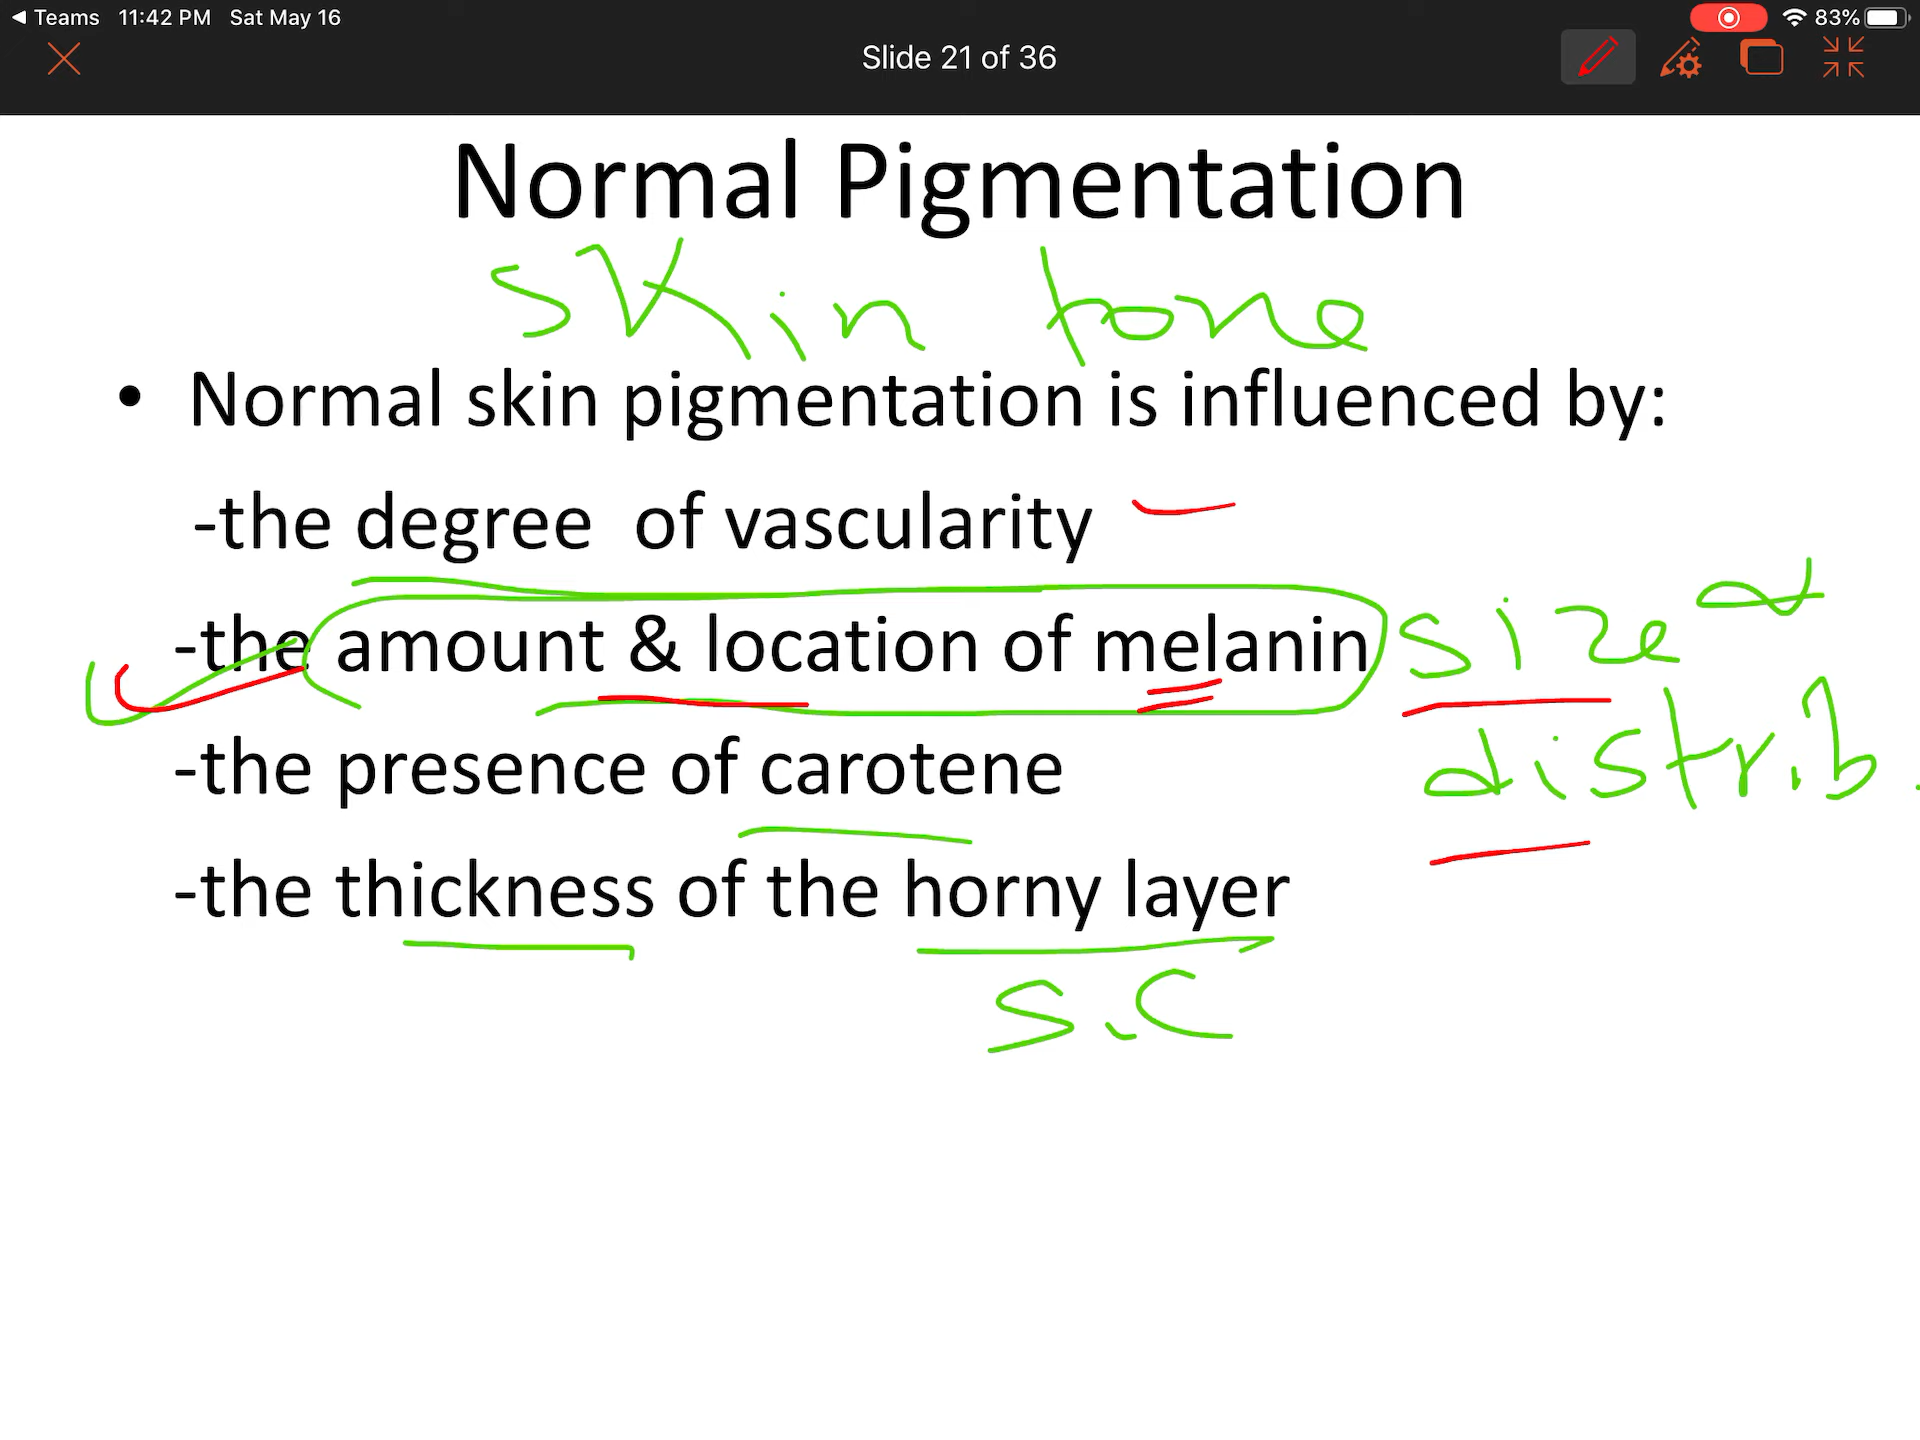 ◀ Teams 11:42 PM Sat May 16 83%
Slide 21 of 36
Normal Pigmentation
skin tone
• Normal skin pigmentation is influenced by:
-the degree of vascularity
-the amount & location of melanin size
distrib.
-the presence of carotene
-the thickness of the horny layer
S.C